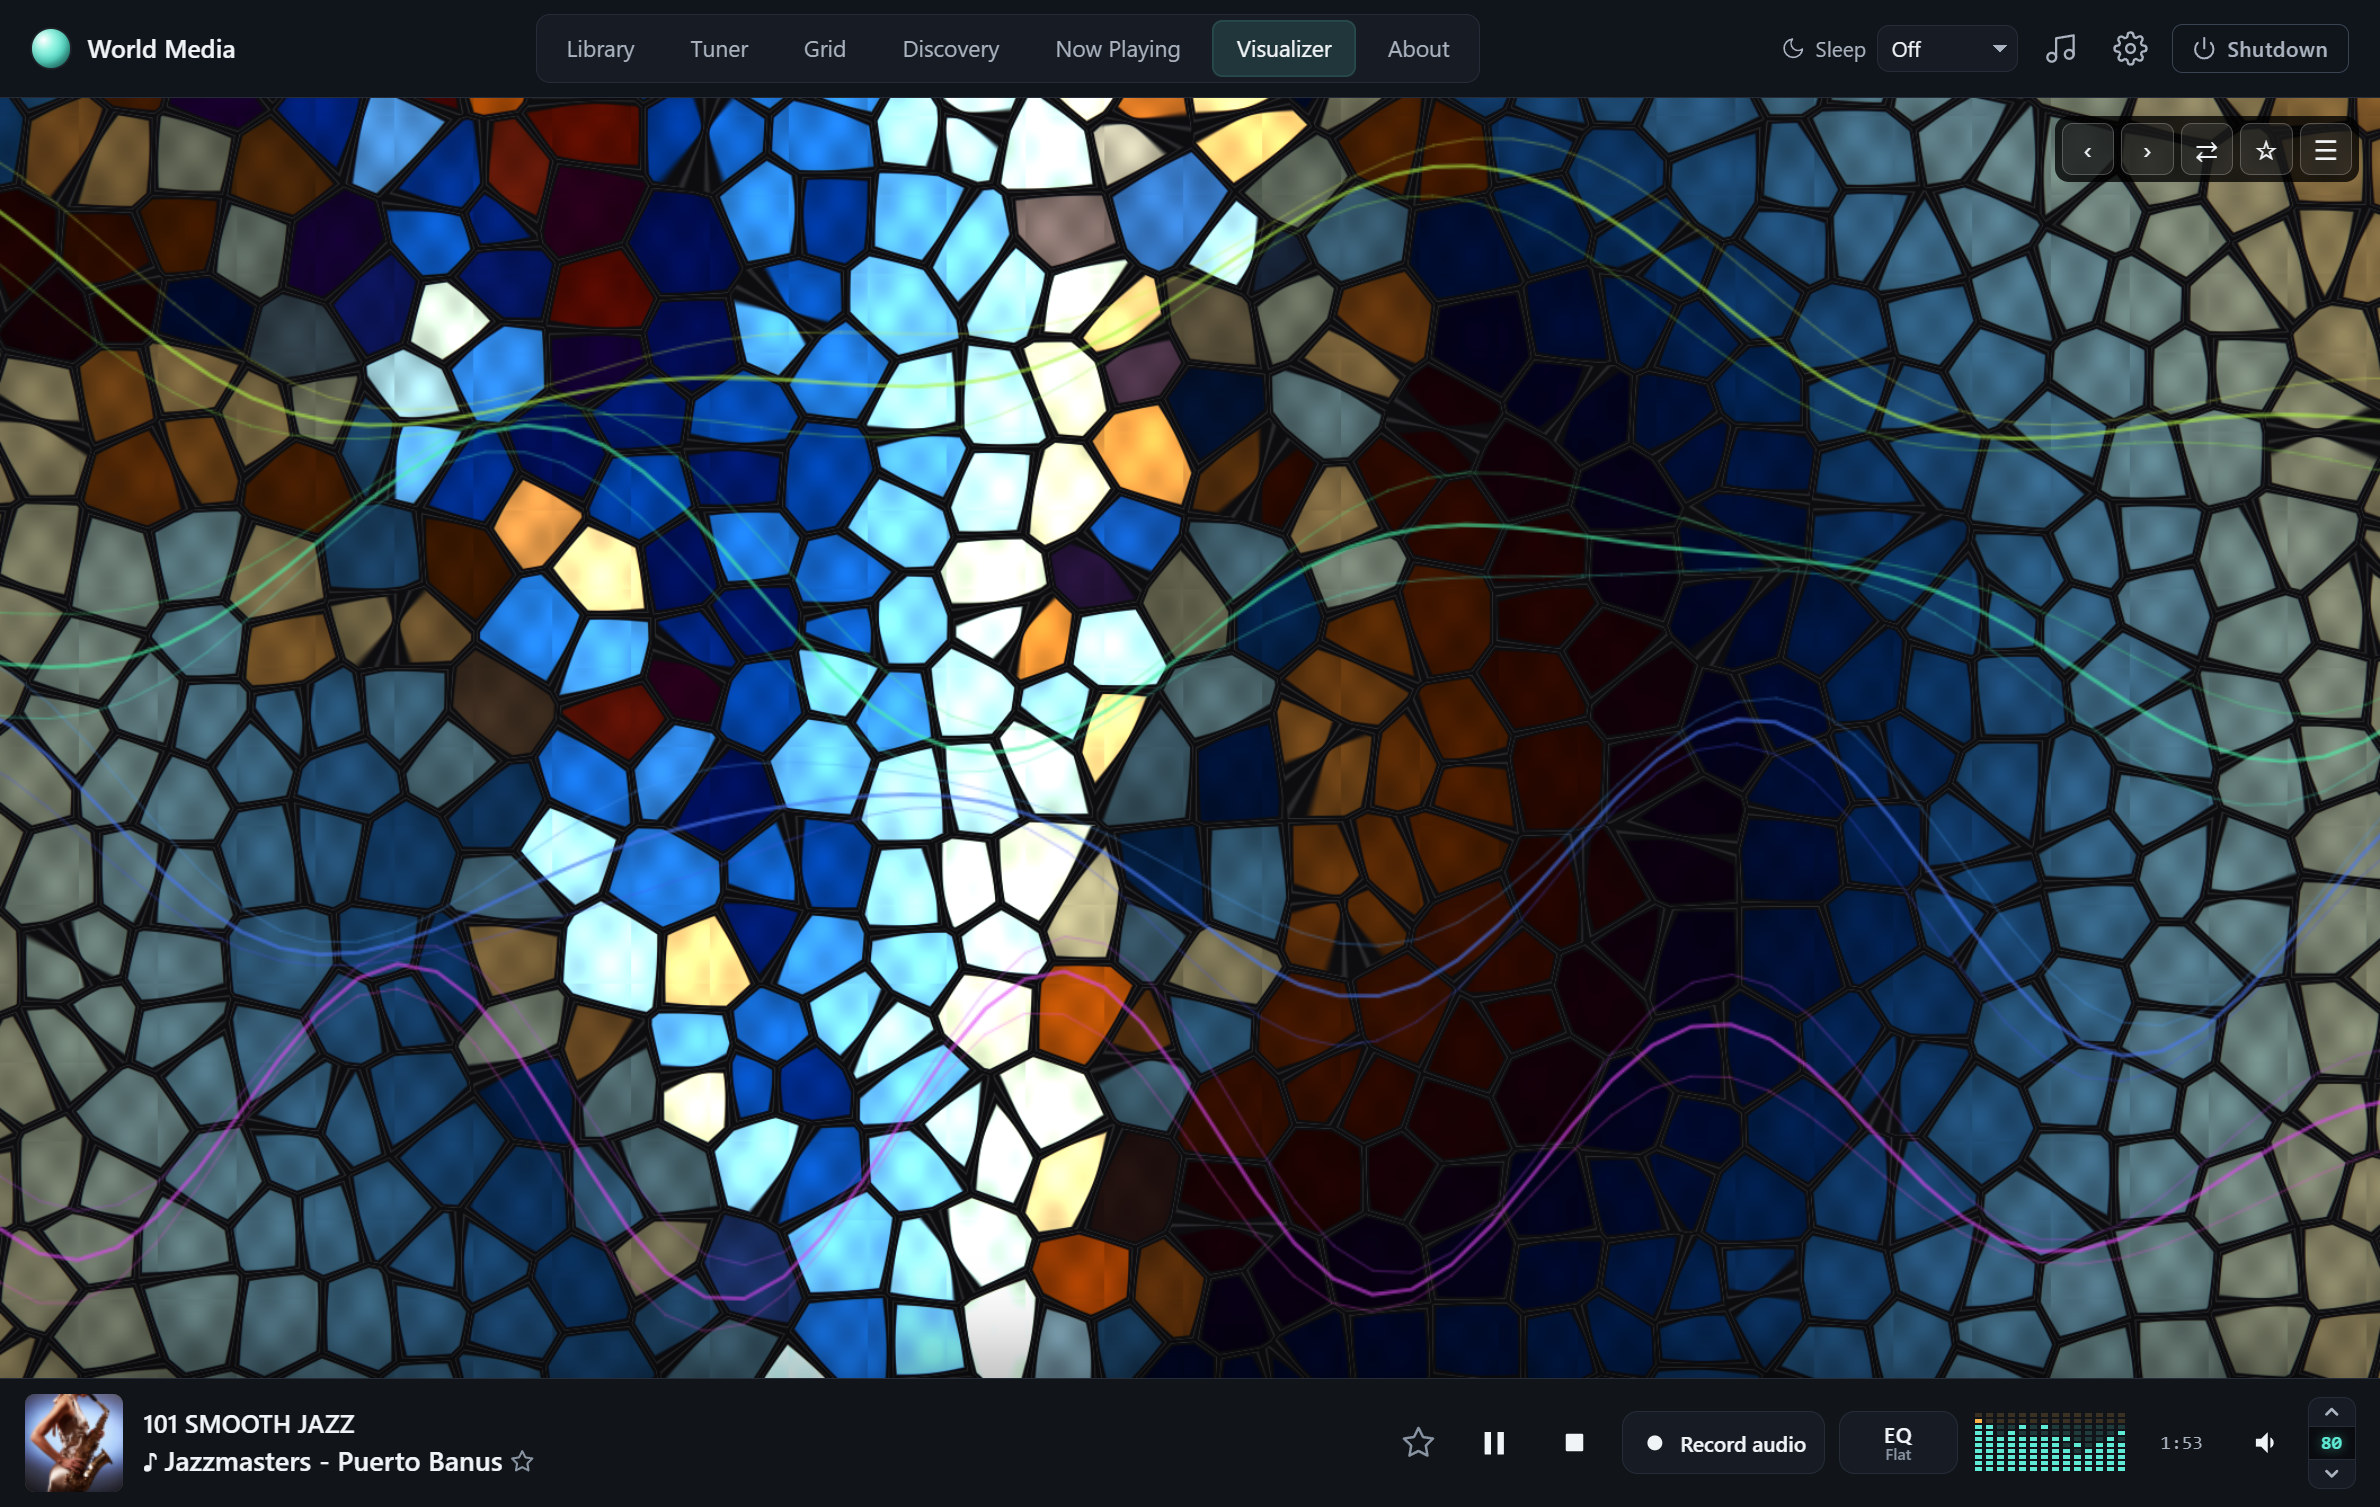 World Media
Library
Tuner
Grid
Discovery
Now Playing
Visualizer
About
Sleep
Off
Shutdown
101 SMOOTH JAZZ
Jazzmasters - Puerto Banus
Record audio
EQ
Flat
1:53
80